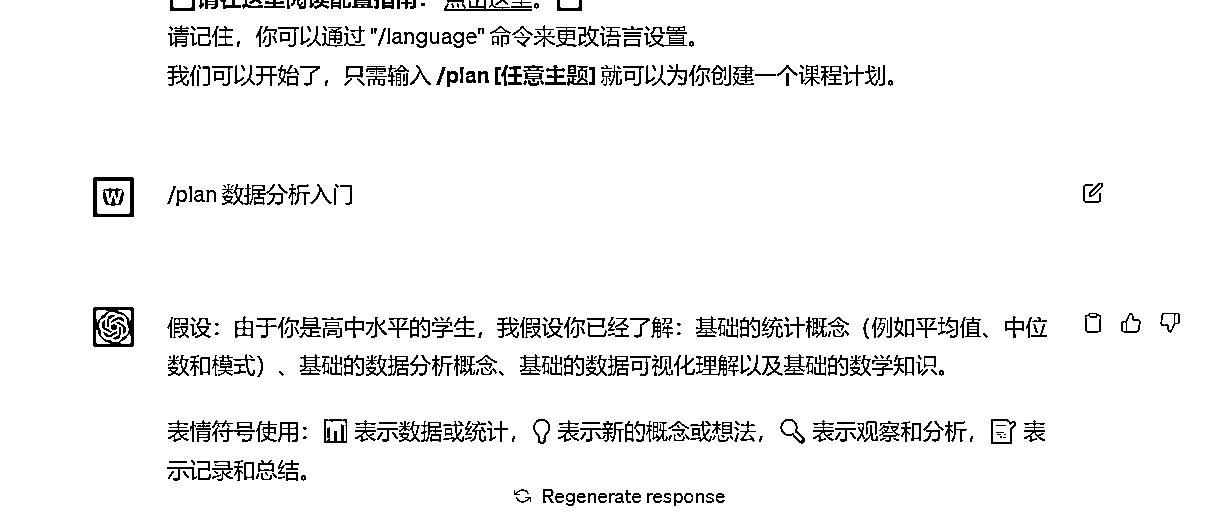 请在这里阅读配置指南：点击这里。
请记住，你可以通过 "/language" 命令来更改语言设置。
我们可以开始了，只需输入 /plan [任意主题] 就可以为你创建一个课程计划。
W /plan 数据分析入门
假设：由于你是高中水平的学生，我假设你已经了解：基础的统计概念（例如平均值、中位
数和模式）、基础的数据分析概念、基础的数据可视化理解以及基础的数学知识。
表情符号使用：📊 表示数据或统计，💡 表示新的概念或想法，🔍 表示观察和分析，📝 表
示记录和总结。
Regenerate response